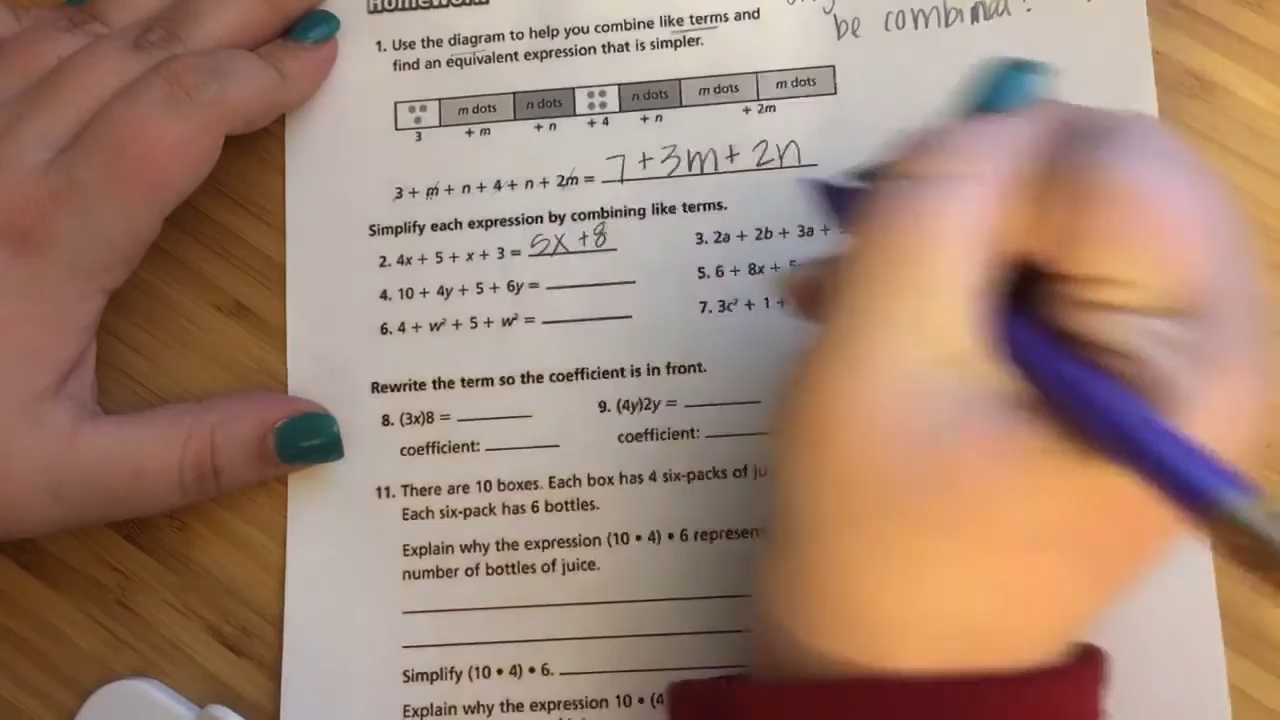 Homework
be combined?
1. Use the diagram to help you combine like terms and
find an equivalent expression that is simpler.
m dots n dots n dots m dots m dots
3 + m + n + 4 + n + 2m
3 + m + n + 4 + n + 2m = 7 + 3m + 2n
Simplify each expression by combining like terms.
2. 4x + 5 + x + 3 = 5x + 8
3. 2a + 2b + 3a +
4. 10 + 4y + 5 + 6y =
5. 6 + 8x +
6. 4 + w² + 5 + w² =
7. 3c² + 1 +
Rewrite the term so the coefficient is in front.
8. (3x)8 =
9. (4y)2y =
coefficient:
coefficient:
11. There are 10 boxes. Each box has 4 six-packs of
Each six-pack has 6 bottles.
Explain why the expression (10 • 4) • 6
number of bottles of juice.
Simplify (10 • 4) • 6.
Explain why the expression 10 • (4